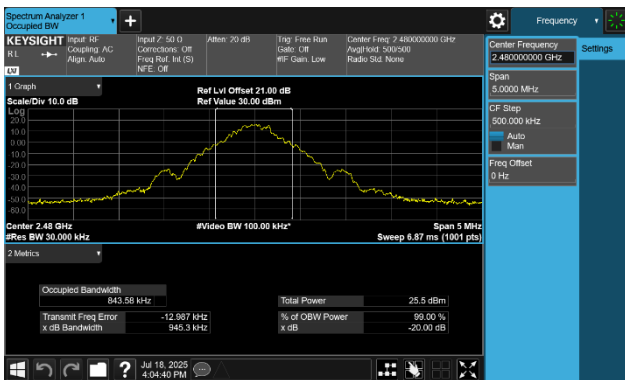 Spectrum Analyzer 1
Occupied BW
Frequency
KEYSIGHT
RL
LXI
Input: RF
Coupling: AC
Align: Auto
Input Z: 50 Ω
Corrections: Off
Freq Ref: Int (S)
NFE: Off
Atten: 20 dB
Trig: Free Run
Gate: Off
#IF Gain: Low
Center Freq: 2.480000000 GHz
Avg|Hold: 500/500
Radio Std: None
Center Frequency
2.480000000 GHz
Settings
Span
5.0000 MHz
CF Step
500.000 kHz
Auto
Man
Freq Offset
0 Hz
1 Graph
Scale/Div 10.0 dB
Ref Lvl Offset 21.00 dB
Ref Value 30.00 dBm
Log
20.0
10.0
0.00
-10.0
-20.0
-30.0
-40.0
-50.0
-60.0
Center 2.48 GHz
#Res BW 30.000 kHz
#Video BW 100.00 kHz*
Span 5 MHz
Sweep 6.87 ms (1001 pts)
2 Metrics
Occupied Bandwidth
843.58 kHz
Total Power 25.5 dBm
Transmit Freq Error -12.987 kHz
% of OBW Power 99.00 %
x dB Bandwidth 945.3 kHz
x dB -20.00 dB
?
Jul 18, 2025
4:04:40 PM